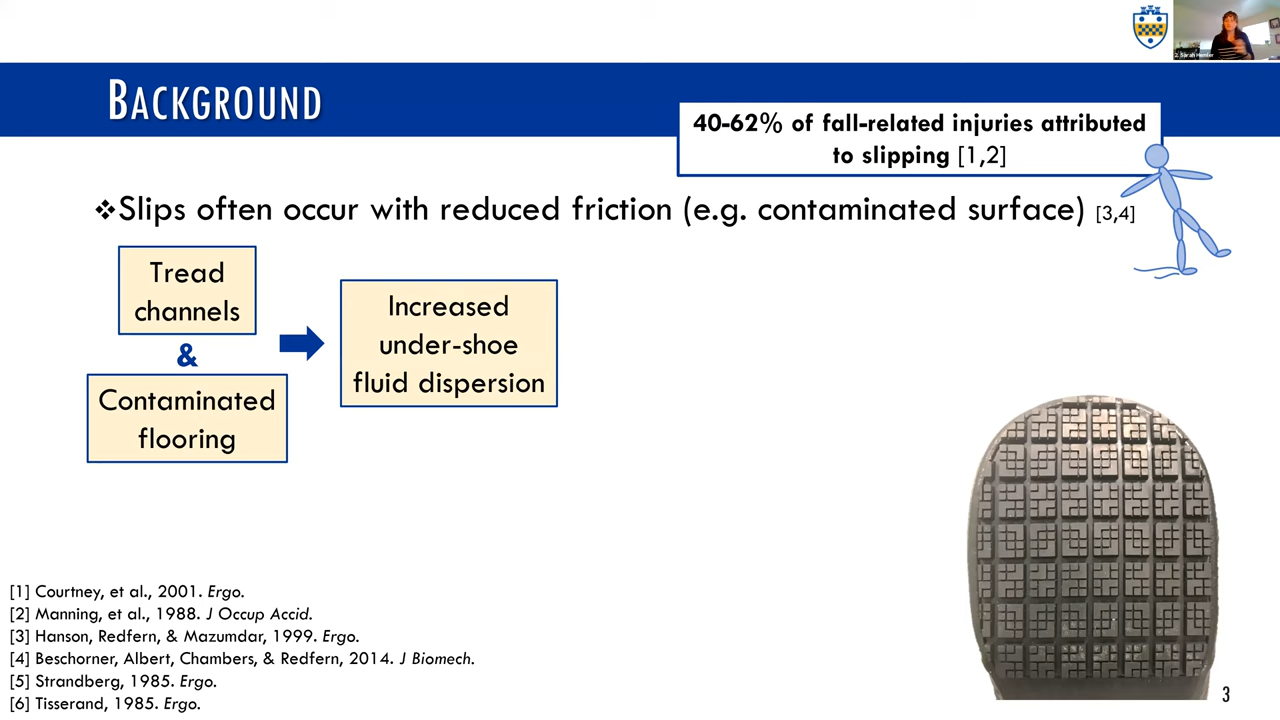 2. Sarah Hemler
BACKGROUND
40-62% of fall-related injuries attributed
to slipping [1,2]
❖Slips often occur with reduced friction (e.g. contaminated surface) [3,4]
Tread
channels
&
Contaminated
flooring
Increased
under-shoe
fluid dispersion
[1] Courtney, et al., 2001. Ergo.
[2] Manning, et al., 1988. J Occup Accid.
[3] Hanson, Redfern, & Mazumdar, 1999. Ergo.
[4] Beschorner, Albert, Chambers, & Redfern, 2014. J Biomech.
[5] Strandberg, 1985. Ergo.
[6] Tisserand, 1985. Ergo.
3